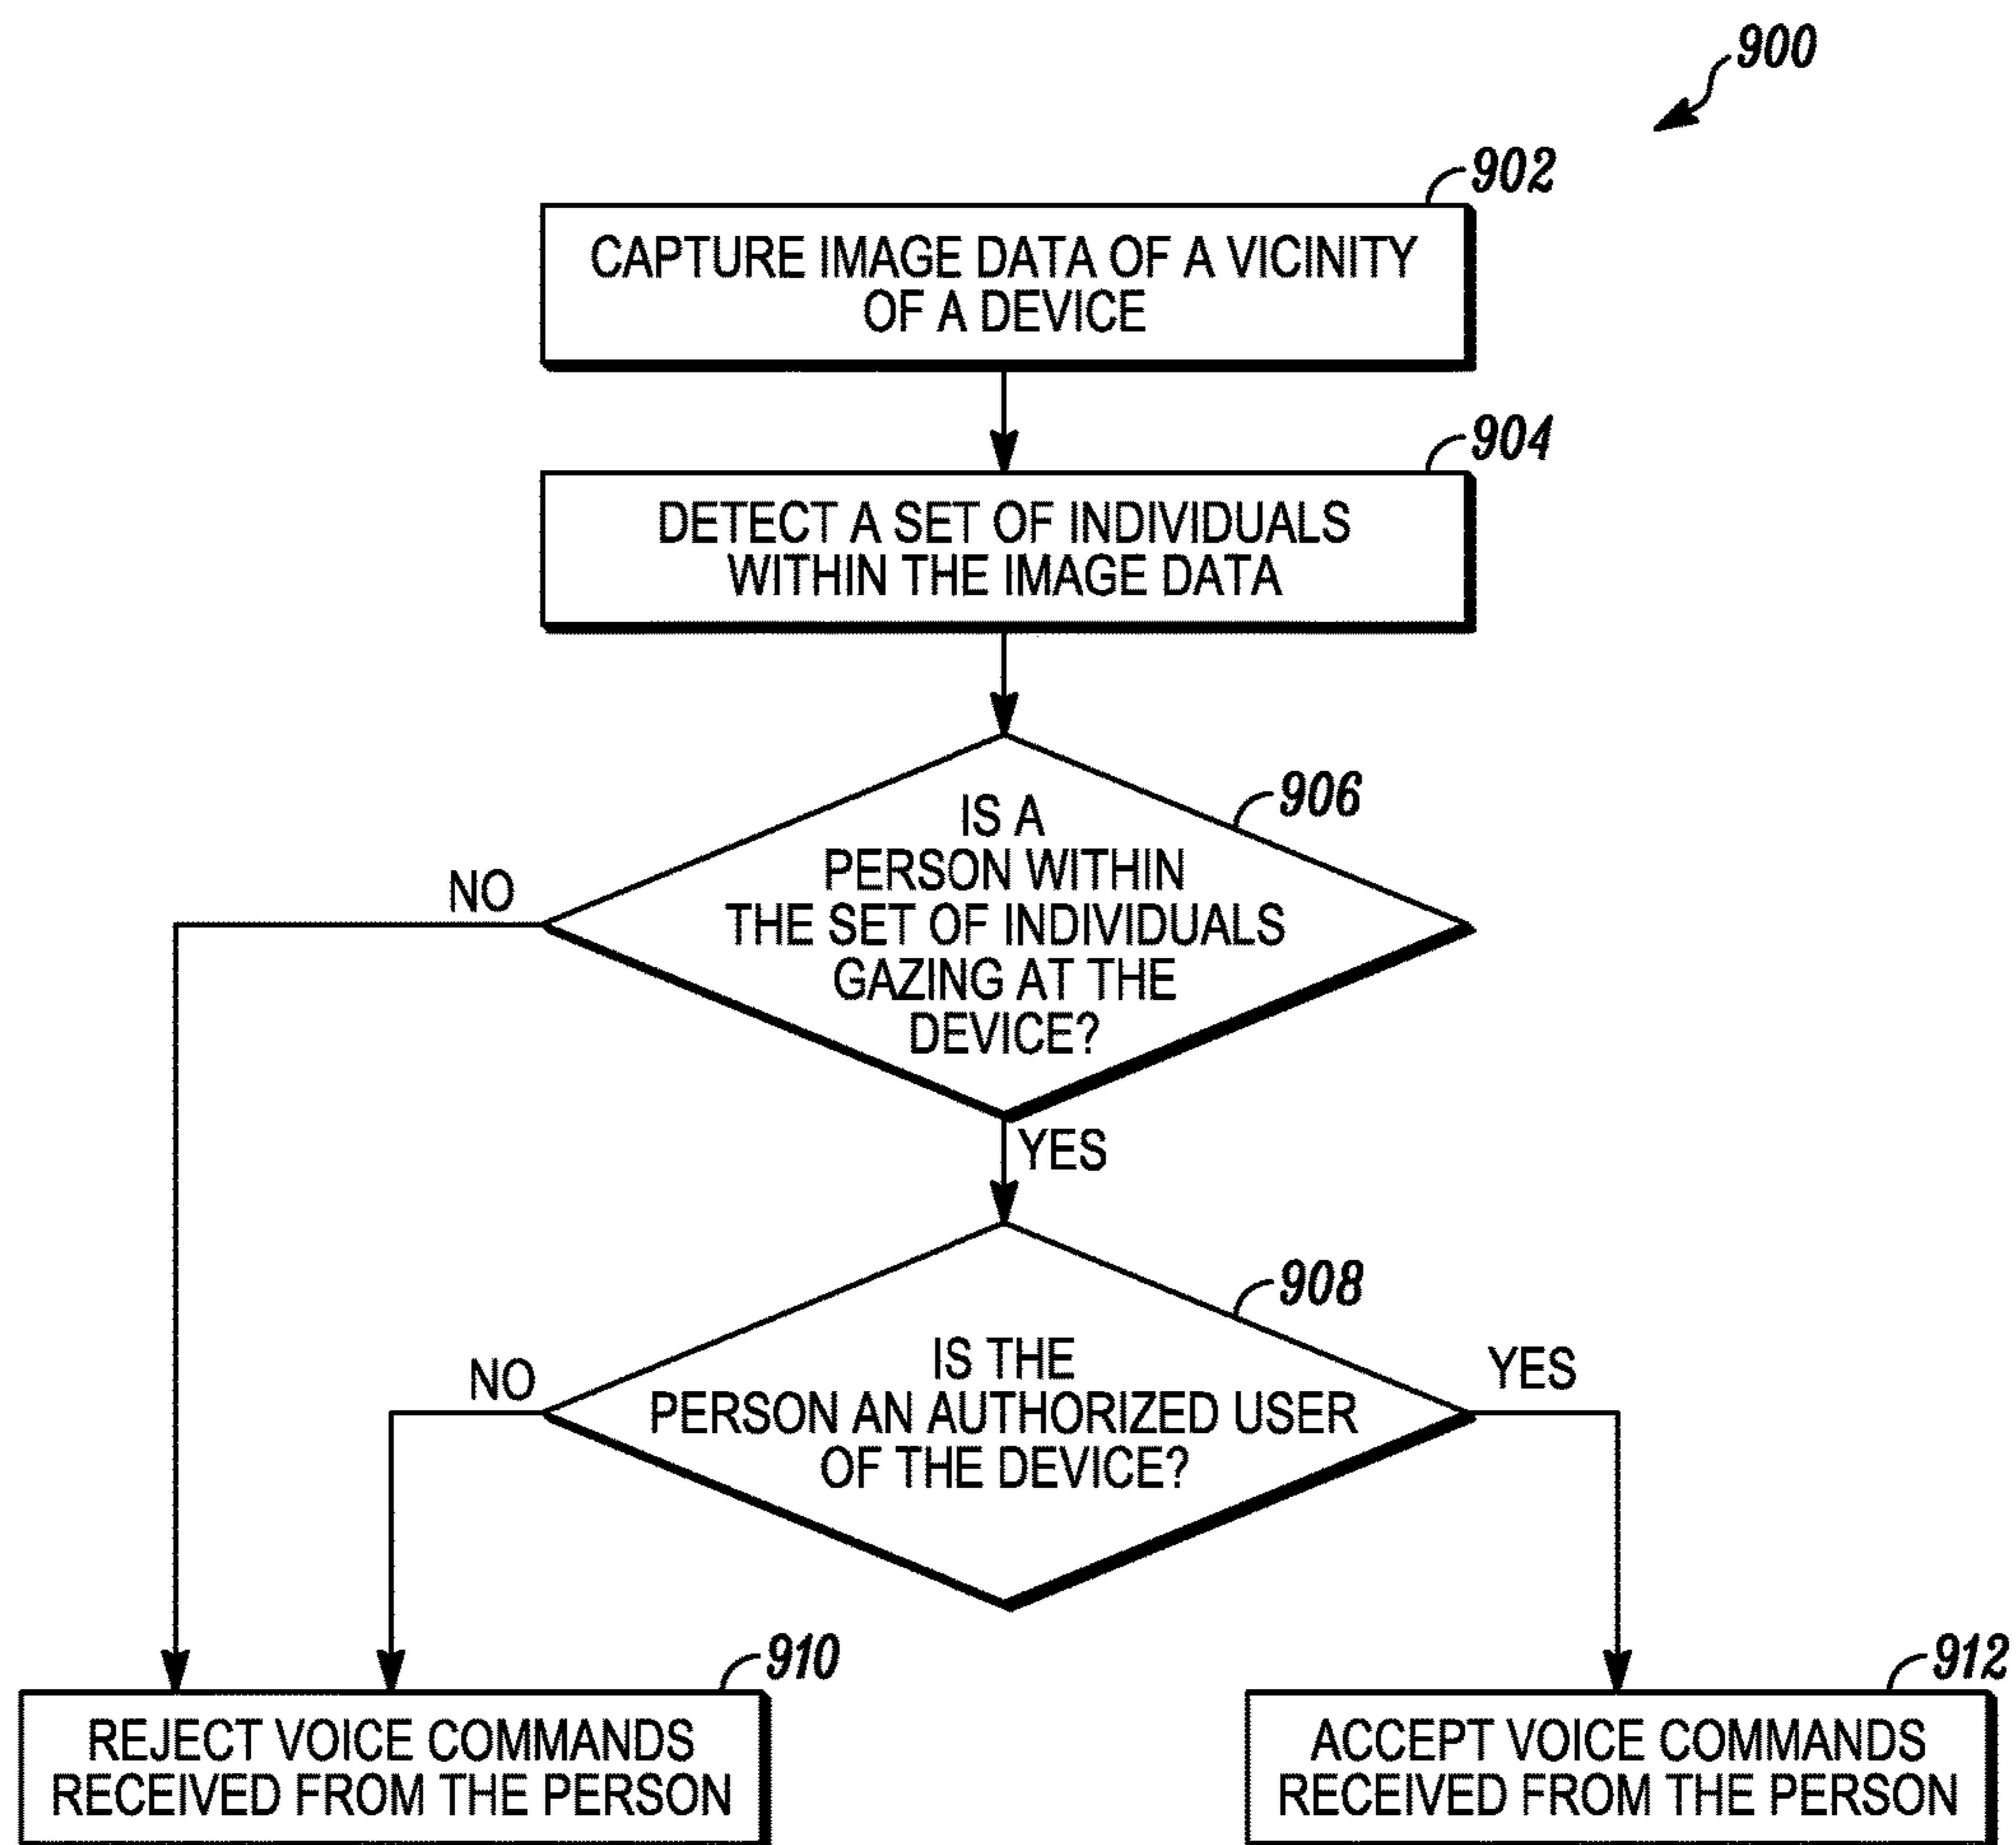 900
902
CAPTURE IMAGE DATA OF A VICINITY
OF A DEVICE
904
DETECT A SET OF INDIVIDUALS
WITHIN THE IMAGE DATA
906
IS A
PERSON WITHIN
THE SET OF INDIVIDUALS
GAZING AT THE
DEVICE?
NO
YES
908
IS THE
PERSON AN AUTHORIZED USER
OF THE DEVICE?
NO
YES
910
REJECT VOICE COMMANDS
RECEIVED FROM THE PERSON
912
ACCEPT VOICE COMMANDS
RECEIVED FROM THE PERSON